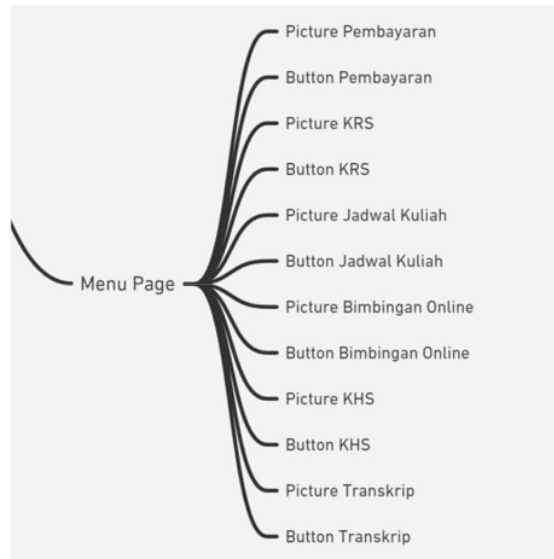 Picture Pembayaran
Button Pembayaran
Picture KRS
Button KRS
Picture Jadwal Kuliah
Button Jadwal Kuliah
Menu Page
Picture Bimbingan Online
Button Bimbingan Online
Picture KHS
Button KHS
Picture Transkrip
Button Transkrip